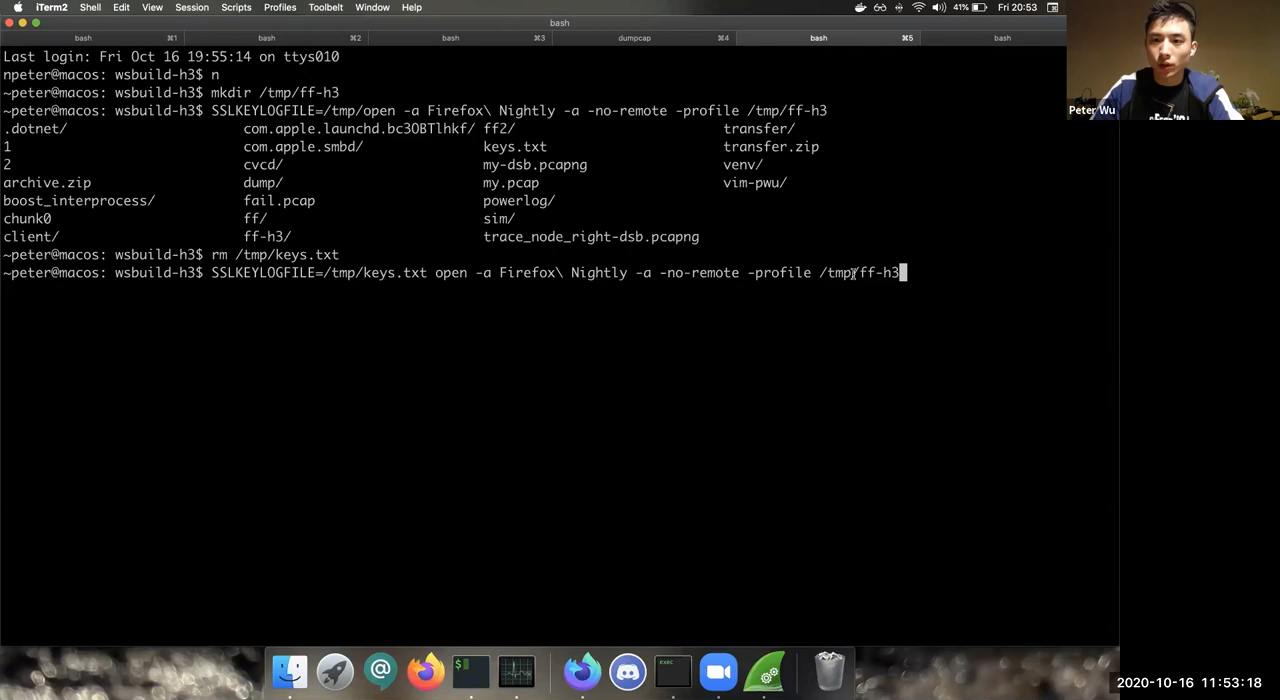 iTerm2 Shell Edit View Session Scripts Profiles Toolbelt Window Help 41% Fri 20:53
bash
bash ⌘1 bash ⌘2 bash ⌘3 dumpcap ⌘4 bash ⌘5 bash
Last login: Fri Oct 16 19:55:14 on ttys010
npeter@macos: wsbuild-h3$ n
~peter@macos: wsbuild-h3$ mkdir /tmp/ff-h3
~peter@macos: wsbuild-h3$ SSLKEYLOGFILE=/tmp/open -a Firefox\ Nightly -a -no-remote -profile /tmp/ff-h3
.dotnet/ com.apple.launchd.bc3OBTlhkf/ ff2/ transfer/
1 com.apple.smbd/ keys.txt transfer.zip
2 cvcd/ my-dsb.pcapng venv/
archive.zip dump/ my.pcap vim-pwu/
boost_interprocess/ fail.pcap powerlog/
chunk0 ff/ sim/
client/ ff-h3/ trace_node_right-dsb.pcapng
~peter@macos: wsbuild-h3$ rm /tmp/keys.txt
~peter@macos: wsbuild-h3$ SSLKEYLOGFILE=/tmp/keys.txt open -a Firefox\ Nightly -a -no-remote -profile /tmp/ff-h3
Peter Wu
$
exec
2020-10-16 11:53:18